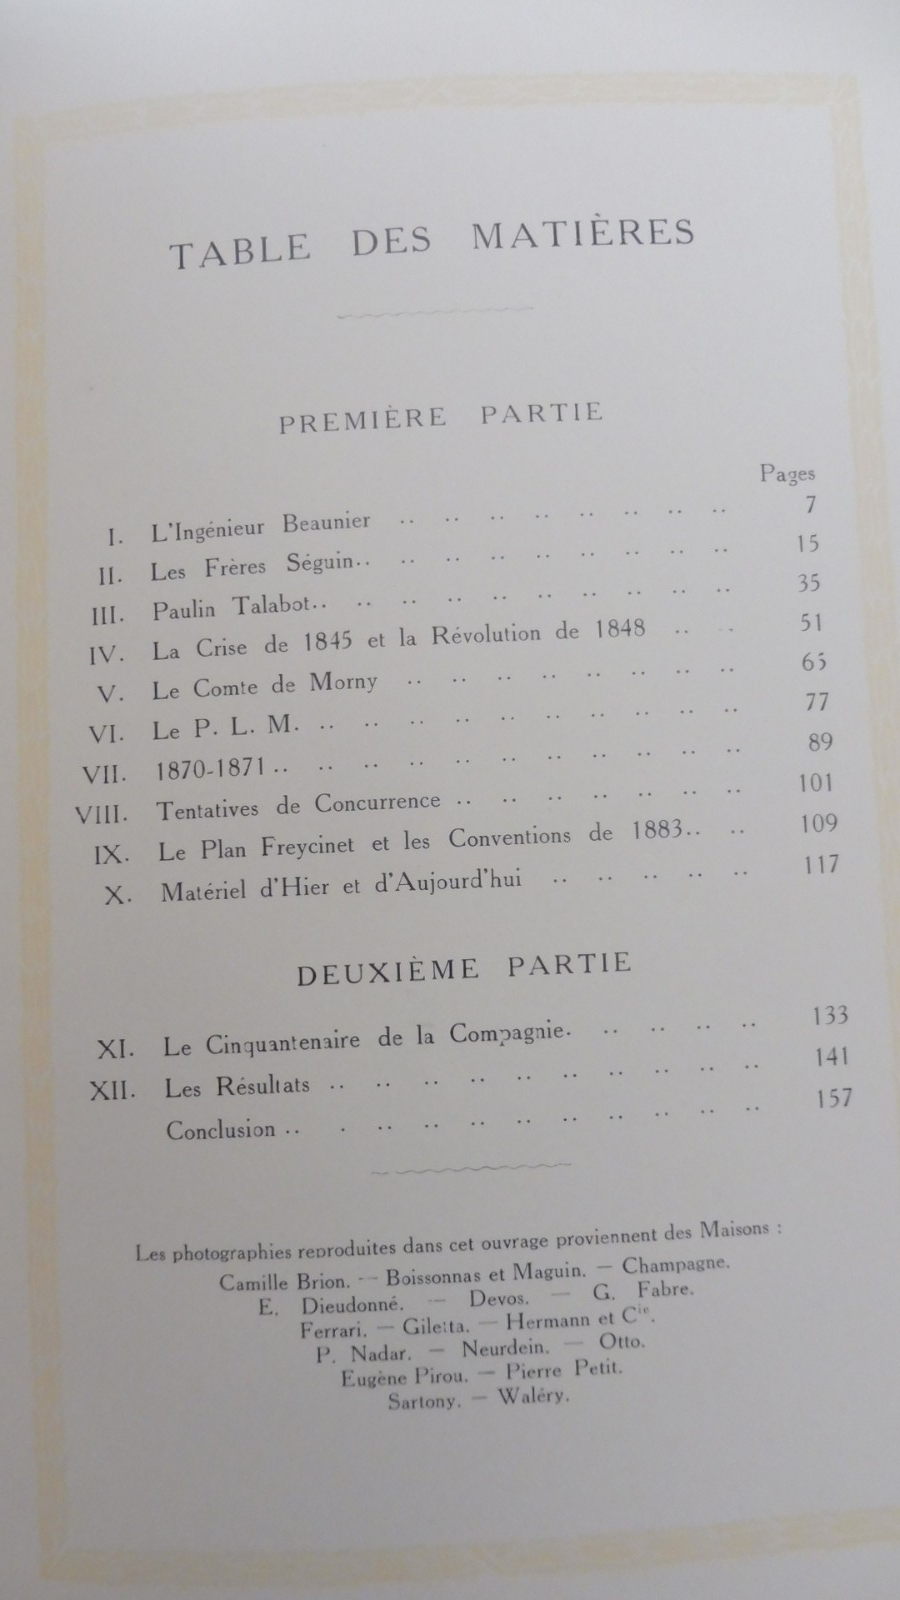 TABLE DES MATIÈRES
PREMIÈRE PARTIE
Pages
I. L'Ingénieur Beaunier .. .. .. .. .. .. .. .. 7
II. Les Frères Séguin.. .. .. .. .. .. .. .. .. 15
III. Paulin Talabot.. .. .. .. .. .. .. .. .. .. 35
IV. La Crise de 1845 et la Révolution de 1848 .. .. 51
V. Le Comte de Morny .. .. .. .. .. .. .. .. 65
VI. Le P. L. M. .. .. .. .. .. .. .. .. .. .. 77
VII. 1870-1871 .. .. .. .. .. .. .. .. .. .. .. 89
VIII. Tentatives de Concurrence .. .. .. .. .. .. .. 101
IX. Le Plan Freycinet et les Conventions de 1883.. .. 109
X. Matériel d'Hier et d'Aujourd'hui .. .. .. .. .. 117
DEUXIÈME PARTIE
XI. Le Cinquantenaire de la Compagnie. .. .. .. .. 133
XII. Les Résultats .. .. .. .. .. .. .. .. .. .. 141
Conclusion .. . .. .. .. .. .. .. .. .. .. 157
Les photographies reproduites dans cet ouvrage proviennent des Maisons :
Camille Brion. — Boissonnas et Maguin. — Champagne.
E. Dieudonné. — Devos. — G. Fabre.
Ferrari. — Giletta. — Hermann et Cie.
P. Nadar. — Neurdein. — Otto.
Eugène Pirou. — Pierre Petit.
Sartony. — Waléry.